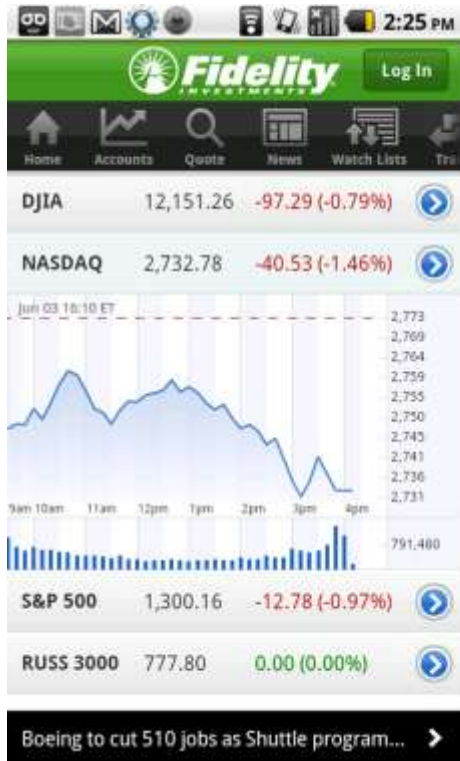 2:25 PM
Fidelity
INVESTMENTS
Log In
Home Accounts Quote News Watch Lists Tra
DJIA 12,151.26 -97.29 (-0.79%)
NASDAQ 2,732.78 -40.53 (-1.46%)
Jun 03 16:10 ET
2,773
2,769
2,764
2,759
2,755
2,750
2,745
2,741
2,736
2,731
9am 10am 11am 12pm 1pm 2pm 3pm 4pm
791,480
S&P 500 1,300.16 -12.78 (-0.97%)
RUSS 3000 777.80 0.00 (0.00%)
Boeing to cut 510 jobs as Shuttle program...